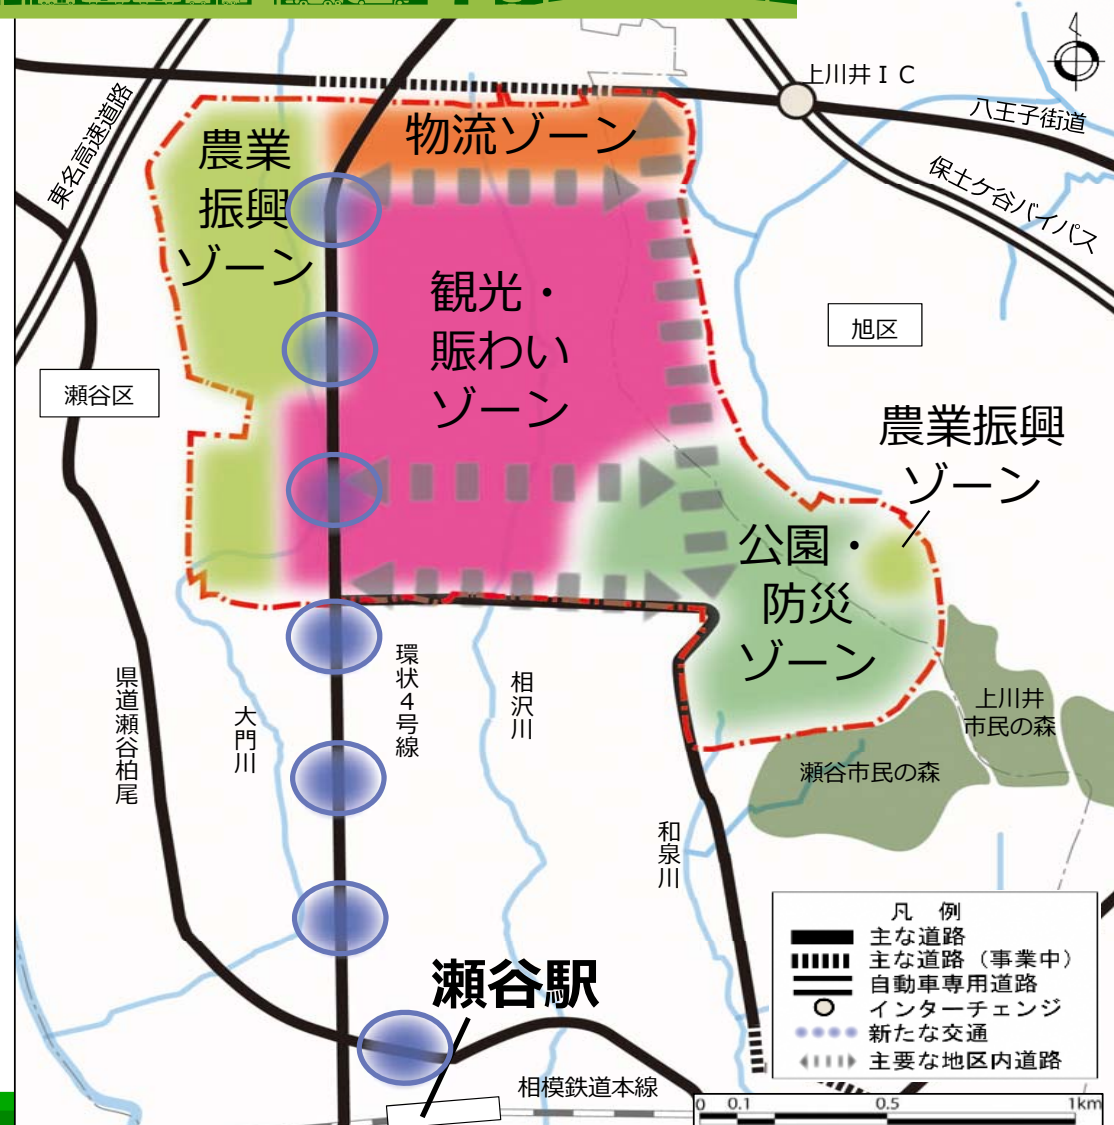 上川井ＩＣ
八王子街道
東名高速道路
保土ケ谷バイパス
農業
振興
ゾーン
物流ゾーン
観光・
賑わい
ゾーン
旭区
瀬谷区
農業振興
ゾーン
公園・
防災
ゾーン
上川井
市民の森
瀬谷市民の森
県道瀬谷柏尾
大門川
環状４号線
相沢川
和泉川
瀬谷駅
相模鉄道本線
凡 例
主な道路
主な道路（事業中）
自動車専用道路
インターチェンジ
新たな交通
主要な地区内道路
0 0.1 0.5 1km